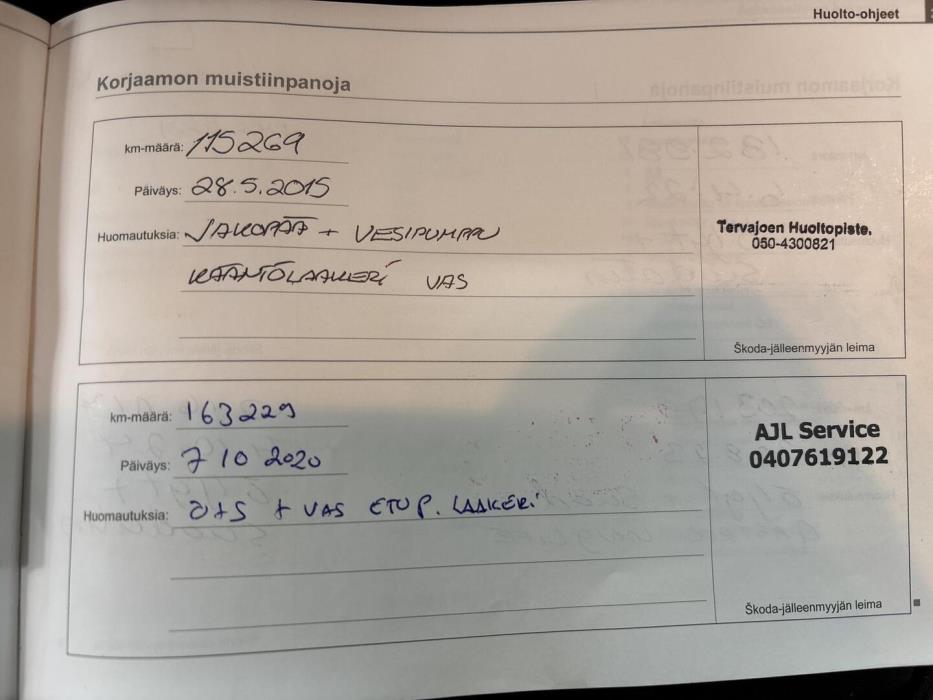 Huolto-ohjeet
Korjaamon muistiinpanoja
km-määrä: 115269
Päiväys: 28.5.2015
Huomautuksia: JAKOPÄÄ + VESIPUMPPU
KÄÄNTÖLAAKERI VAS
Tervajoen Huoltopiste.
050-4300821
Škoda-jälleenmyyjän leima
km-määrä: 163229
Päiväys: 7 10 2020
Huomautuksia: + VAS ETU P. LAAKERI
AJL Service
0407619122
Škoda-jälleenmyyjän leima